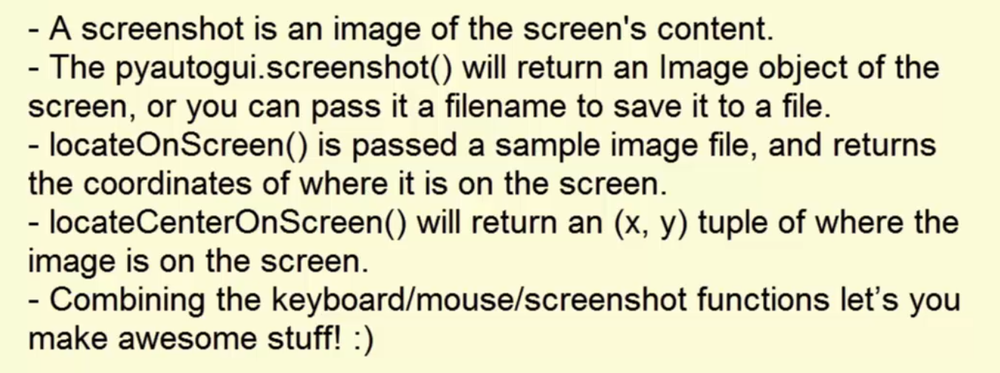 - A screenshot is an image of the screen's content.
- The pyautogui.screenshot() will return an Image object of the
screen, or you can pass it a filename to save it to a file.
- locateOnScreen() is passed a sample image file, and returns
the coordinates of where it is on the screen.
- locateCenterOnScreen() will return an (x, y) tuple of where the
image is on the screen.
- Combining the keyboard/mouse/screenshot functions let’s you
make awesome stuff! :)